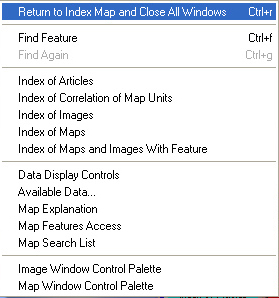 Return to Index Map and Close All Windows Ctrl+r
Find Feature Ctrl+f
Find Again Ctrl+g
Index of Articles
Index of Correlation of Map Units
Index of Images
Index of Maps
Index of Maps and Images With Feature
Data Display Controls
Available Data...
Map Explanation
Map Features Access
Map Search List
Image Window Control Palette
Map Window Control Palette